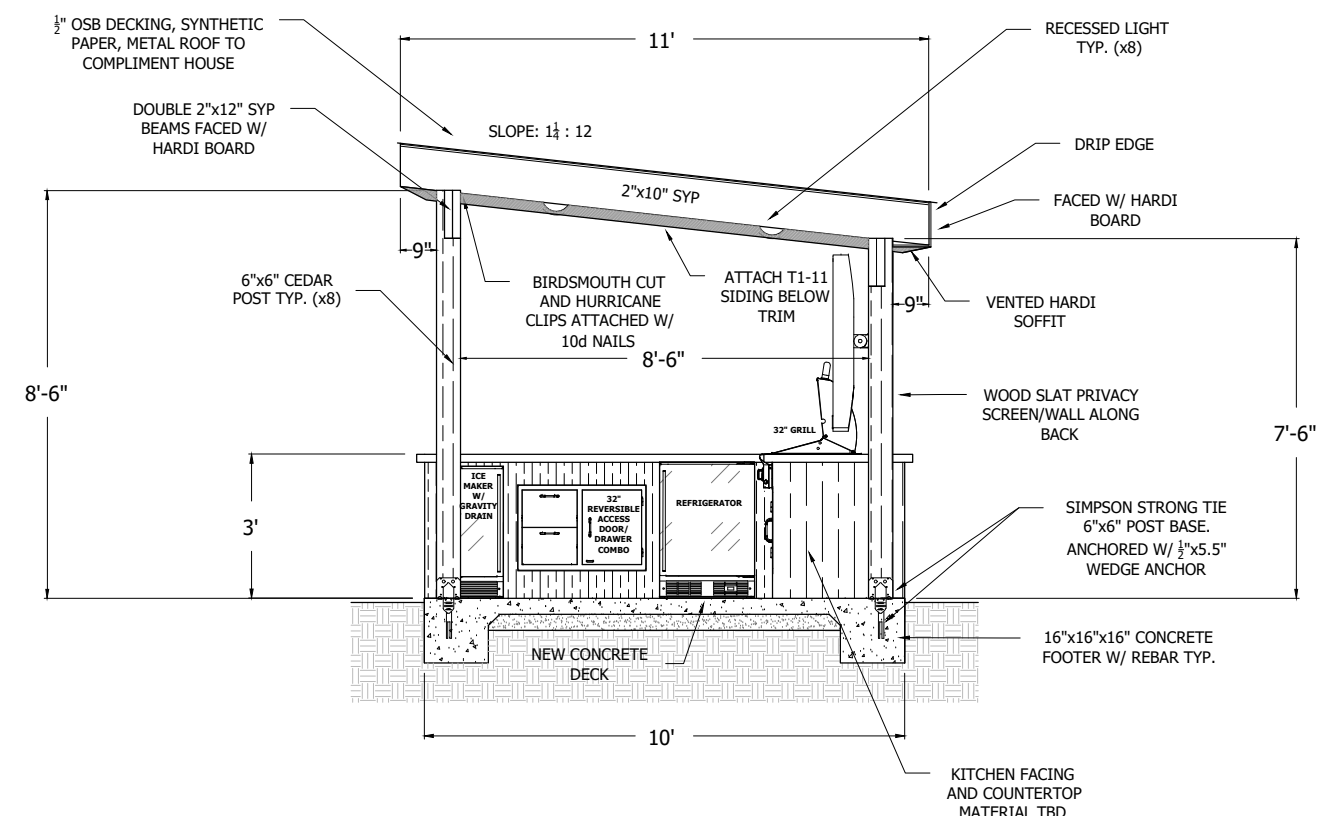 ½" OSB DECKING, SYNTHETIC
PAPER, METAL ROOF TO
COMPLIMENT HOUSE
11'
RECESSED LIGHT
TYP. (x8)
DOUBLE 2"x12" SYP
BEAMS FACED W/
HARDI BOARD
SLOPE: 1¼ : 12
DRIP EDGE
2"x10" SYP
FACED W/ HARDI
BOARD
9"
6"x6" CEDAR
POST TYP. (x8)
BIRDSMOUTH CUT
AND HURRICANE
CLIPS ATTACHED W/
10d NAILS
ATTACH T1-11
SIDING BELOW
TRIM
9"
VENTED HARDI
SOFFIT
8'-6"
8'-6"
WOOD SLAT PRIVACY
SCREEN/WALL ALONG
BACK
7'-6"
32" GRILL
3'
ICE
MAKER
W/
GRAVITY
DRAIN
32"
REVERSIBLE
ACCESS
DOOR/
DRAWER
COMBO
REFRIGERATOR
SIMPSON STRONG TIE
6"x6" POST BASE.
ANCHORED W/ ½"x5.5"
WEDGE ANCHOR
NEW CONCRETE
DECK
16"x16"x16" CONCRETE
FOOTER W/ REBAR TYP.
10'
KITCHEN FACING
AND COUNTERTOP
MATERIAL TBD